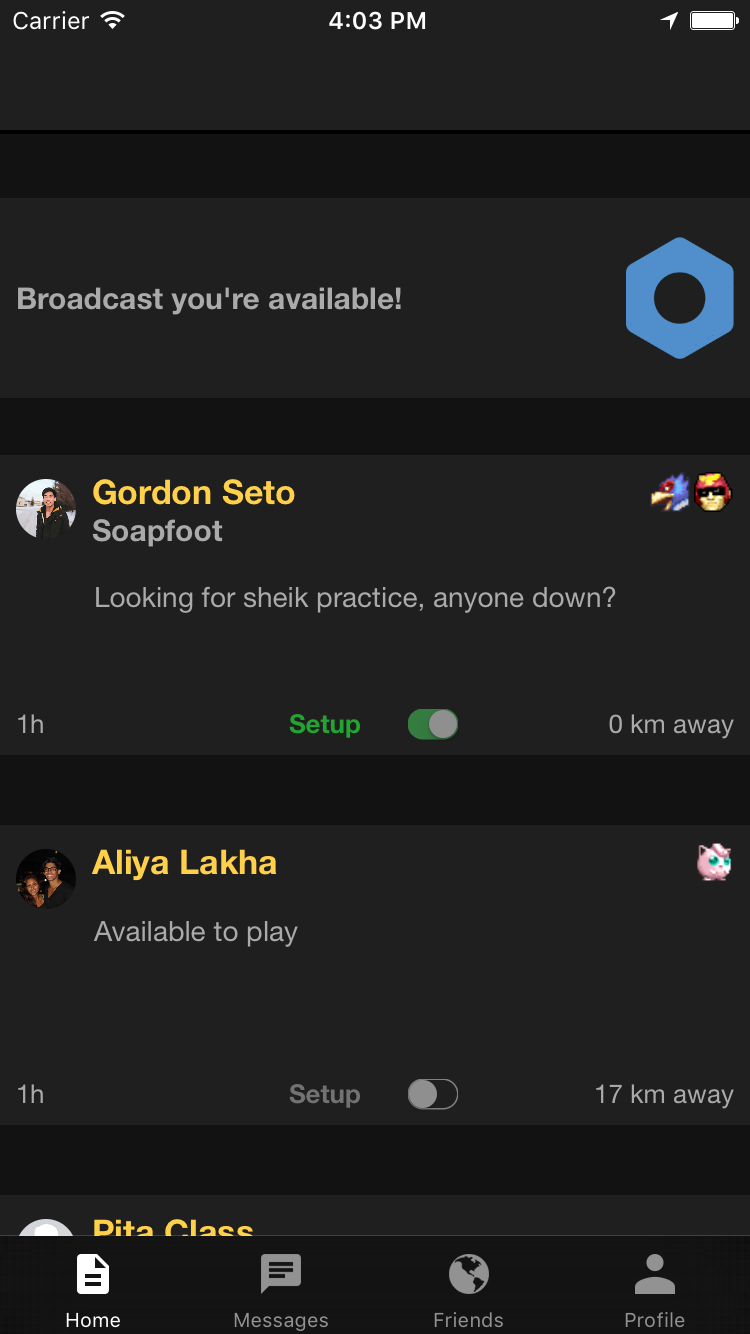 Carrier 4:03 PM
Broadcast you're available!
Gordon Seto
Soapfoot
Looking for sheik practice, anyone down?
1h Setup 0 km away
Aliya Lakha
Available to play
1h Setup 17 km away
Pita Class
Home Messages Friends Profile